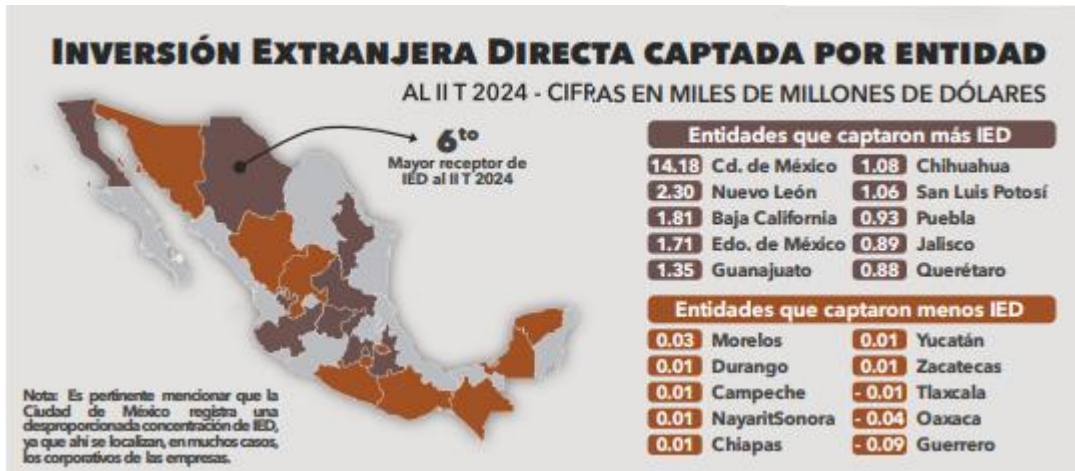 INVERSIÓN EXTRANJERA DIRECTA CAPTADA POR ENTIDAD
AL II T 2024 - CIFRAS EN MILES DE MILLONES DE DÓLARES
6to
Mayor receptor de
IED al II T 2024
Entidades que captaron más IED
14.18 Cd. de México 1.08 Chihuahua
2.30 Nuevo León 1.06 San Luis Potosí
1.81 Baja California 0.93 Puebla
1.71 Edo. de México 0.89 Jalisco
1.35 Guanajuato 0.88 Querétaro
Entidades que captaron menos IED
0.03 Morelos 0.01 Yucatán
0.01 Durango 0.01 Zacatecas
0.01 Campeche - 0.01 Tlaxcala
0.01 NayaritSonora - 0.04 Oaxaca
0.01 Chiapas - 0.09 Guerrero
Nota: Es pertinente mencionar que la
Ciudad de México registra una
desproporcionada concentración de IED,
ya que ahí se localizan, en muchos casos,
los corporativos de las empresas.